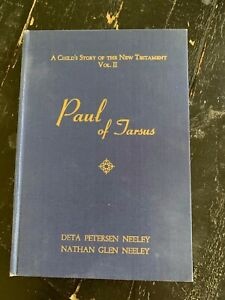 A Child's Story of the New Testament
Vol. II
Paul
of Tarsus
Deta Petersen Neeley
Nathan Glen Neeley